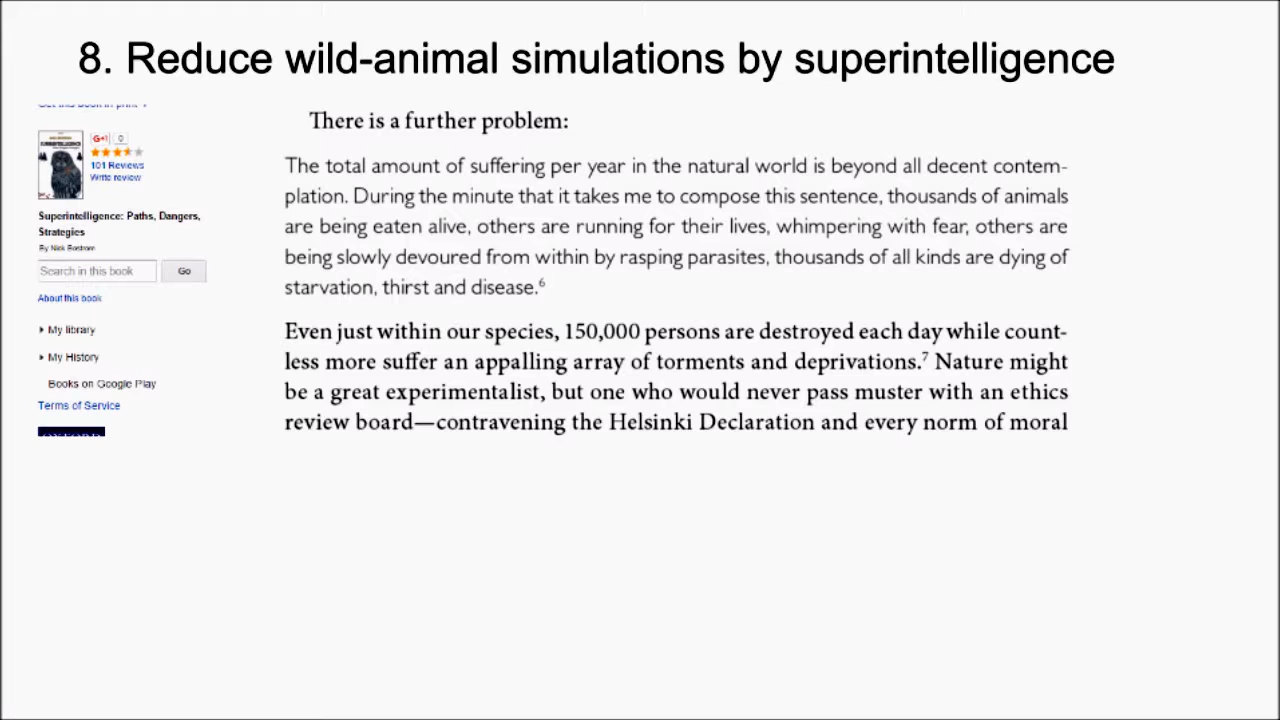 8. Reduce wild-animal simulations by superintelligence
Get this book in print
G+1 0
101 Reviews
Write review
Superintelligence: Paths, Dangers,
Strategies
By Nick Bostrom
Search in this book Go
About this book
My library
My History
Books on Google Play
Terms of Service
There is a further problem:
The total amount of suffering per year in the natural world is beyond all decent contem-
plation. During the minute that it takes me to compose this sentence, thousands of animals
are being eaten alive, others are running for their lives, whimpering with fear, others are
being slowly devoured from within by rasping parasites, thousands of all kinds are dying of
starvation, thirst and disease.⁶
Even just within our species, 150,000 persons are destroyed each day while count-
less more suffer an appalling array of torments and deprivations.⁷ Nature might
be a great experimentalist, but one who would never pass muster with an ethics
review board—contravening the Helsinki Declaration and every norm of moral